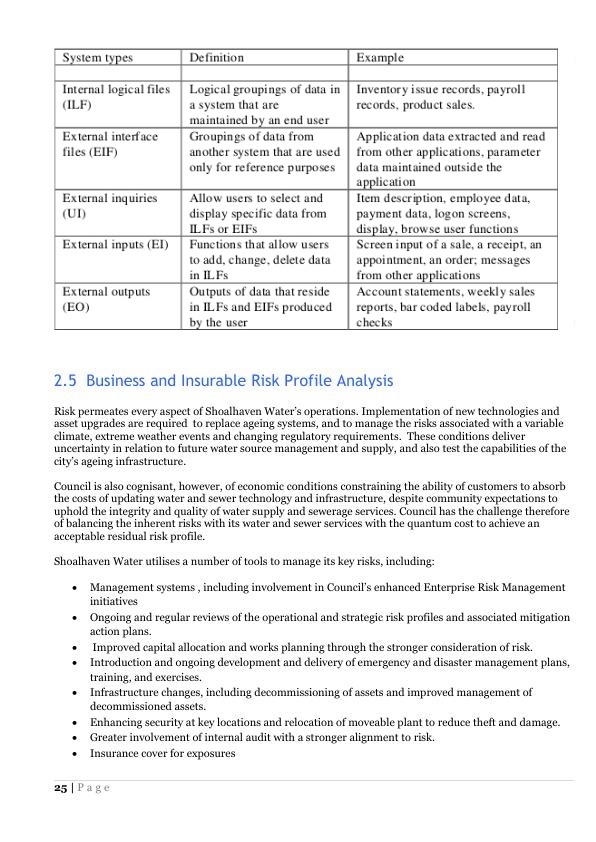 System types Definition Example
Internal logical files Logical groupings of data in Inventory issue records, payroll
(ILF) a system that are records, product sales.
maintained by an end user
External interface Groupings of data from Application data extracted and read
files (EIF) another system that are used from other applications, parameter
only for reference purposes data maintained outside the
application
External inquiries Allow users to select and Item description, employee data,
(UI) display specific data from payment data, logon screens,
ILFs or EIFs display, browse user functions
External inputs (EI) Functions that allow users Screen input of a sale, a receipt, an
to add, change, delete data appointment, an order; messages
in ILFs from other applications
External outputs Outputs of data that reside Account statements, weekly sales
(EO) in ILFs and EIFs produced reports, bar coded labels, payroll
by the user checks
2.5 Business and Insurable Risk Profile Analysis
Risk permeates every aspect of Shoalhaven Water's operations. Implementation of new technologies and
asset upgrades are required to replace ageing systems, and to manage the risks associated with a variable
climate, extreme weather events and changing regulatory requirements. These conditions deliver
uncertainty in relation to future water source management and supply, and also test the capabilities of the
city's ageing infrastructure.
Council is also cognisant, however, of economic conditions constraining the ability of customers to absorb
the costs of updating water and sewer technology and infrastructure, despite community expectations to
uphold the integrity and quality of water supply and sewerage services. Council has the challenge therefore
of balancing the inherent risks with its water and sewer services with the quantum cost to achieve an
acceptable residual risk profile.
Shoalhaven Water utilises a number of tools to manage its key risks, including:
• Management systems , including involvement in Council's enhanced Enterprise Risk Management
initiatives
• Ongoing and regular reviews of the operational and strategic risk profiles and associated mitigation
action plans.
• Improved capital allocation and works planning through the stronger consideration of risk.
• Introduction and ongoing development and delivery of emergency and disaster management plans,
training, and exercises.
• Infrastructure changes, including decommissioning of assets and improved management of
decommissioned assets.
• Enhancing security at key locations and relocation of moveable plant to reduce theft and damage.
• Greater involvement of internal audit with a stronger alignment to risk.
• Insurance cover for exposures
25 | Page